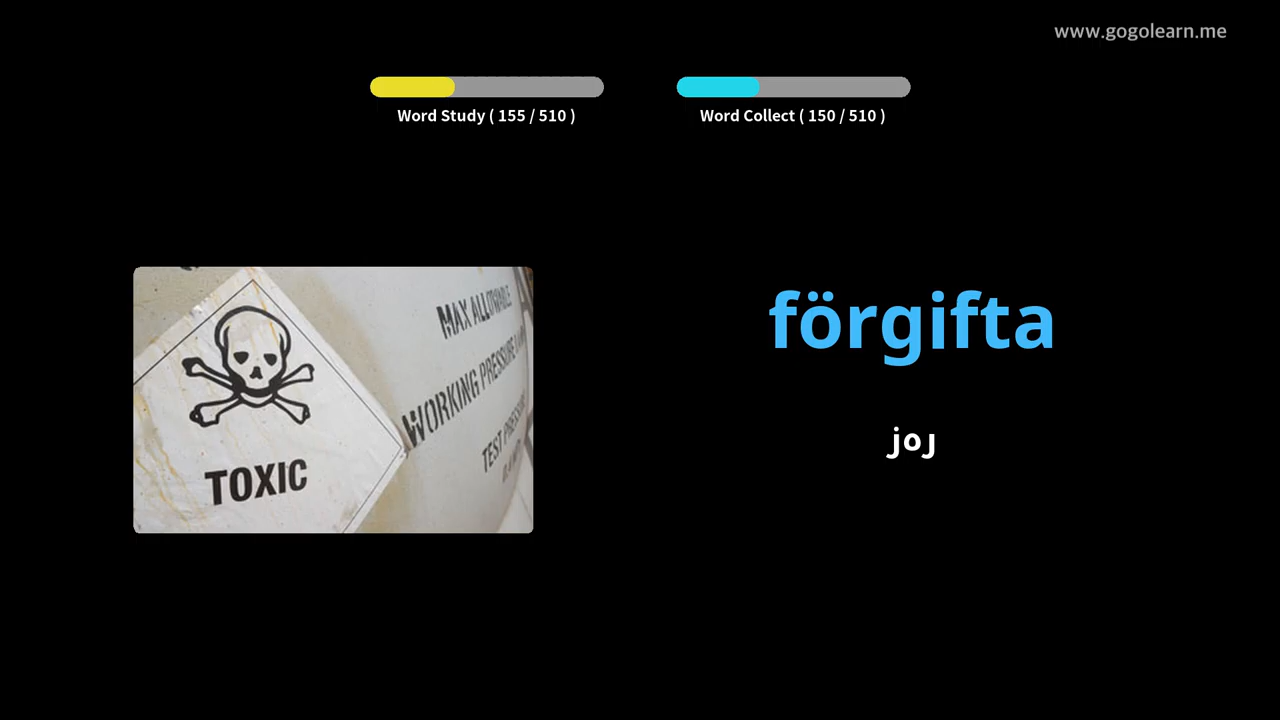 www.gogolearn.me
Word Study ( 155 / 510 )
Word Collect ( 150 / 510 )
MAX ALLOWABLE
WORKING PRESSURE
TEST PRESSURE
TOXIC
förgifta
زہر